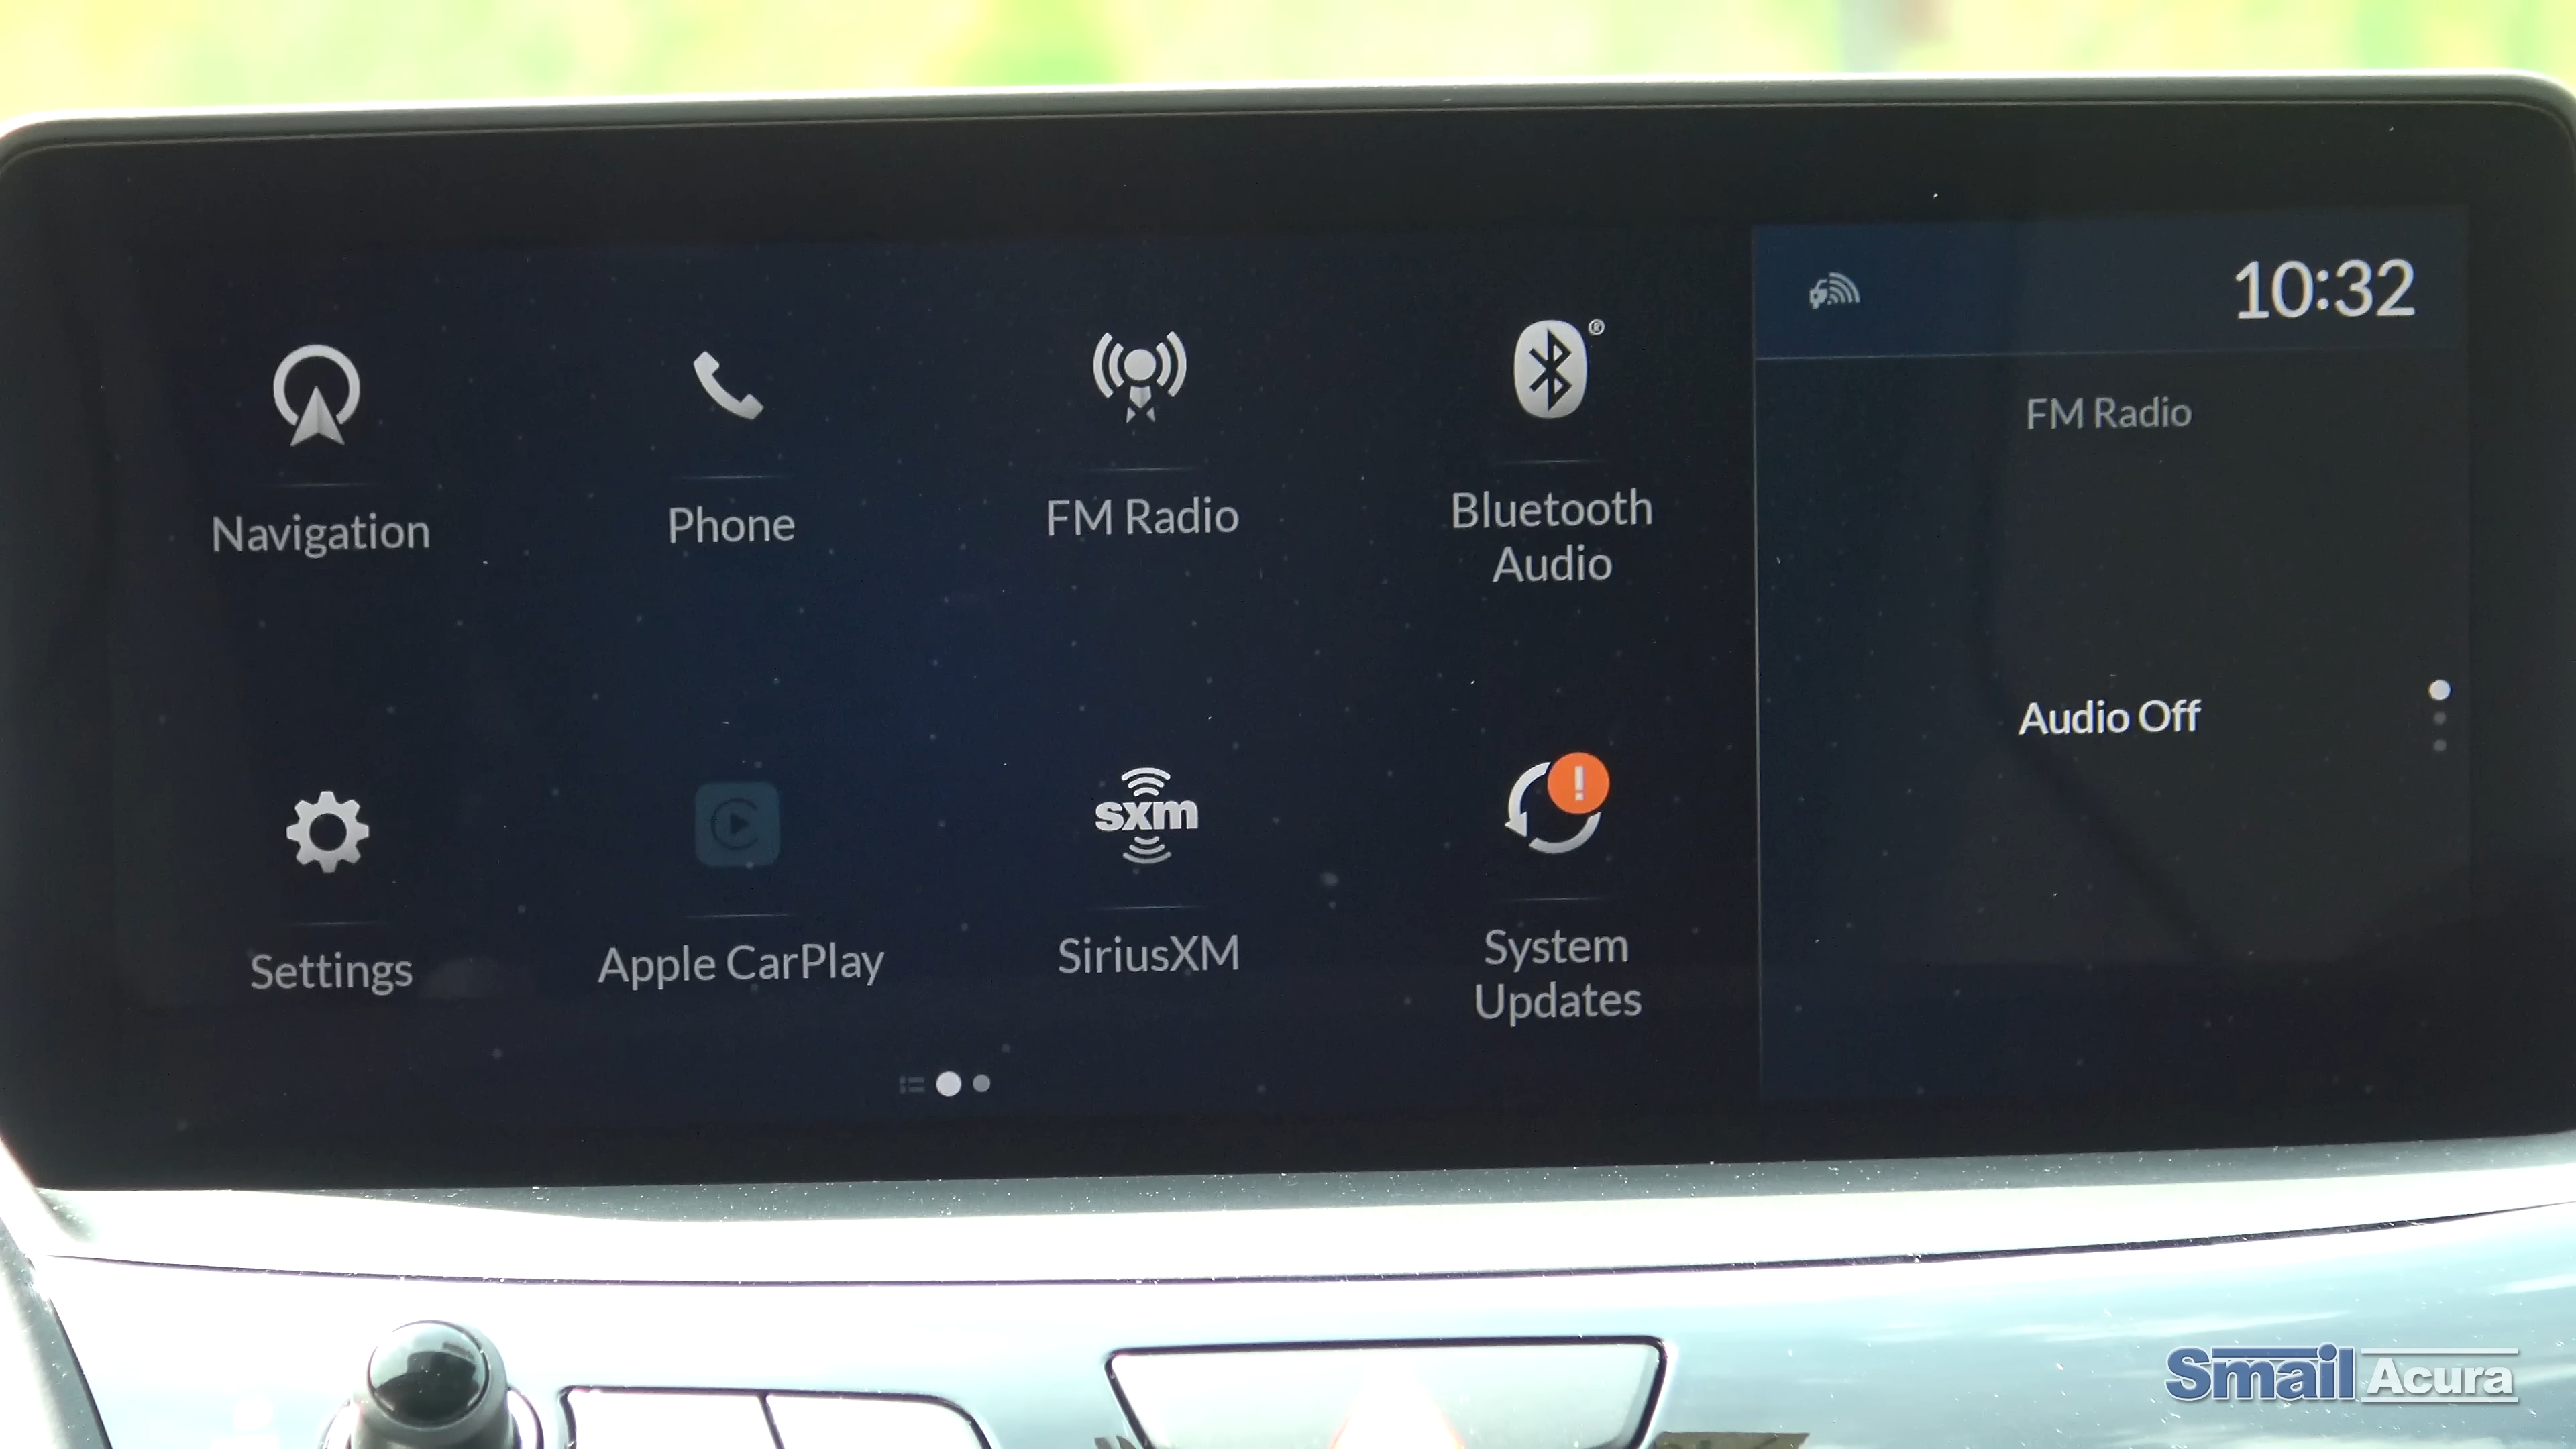 10:32
Navigation
Phone
FM Radio
Bluetooth
Audio
®
FM Radio
Audio Off
Settings
Apple CarPlay
sxm
SiriusXM
!
System
Updates
Smail Acura